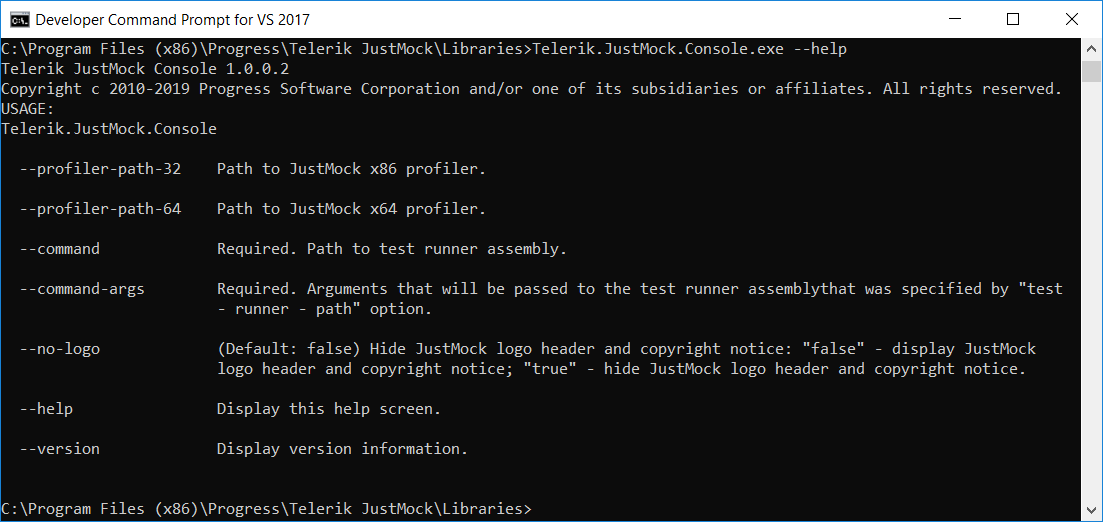 Developer Command Prompt for VS 2017
C:\Program Files (x86)\Progress\Telerik JustMock\Libraries>Telerik.JustMock.Console.exe --help
Telerik JustMock Console 1.0.0.2
Copyright c 2010-2019 Progress Software Corporation and/or one of its subsidiaries or affiliates. All rights reserved.
USAGE:
Telerik.JustMock.Console
--profiler-path-32    Path to JustMock x86 profiler.
--profiler-path-64    Path to JustMock x64 profiler.
--command    Required. Path to test runner assembly.
--command-args    Required. Arguments that will be passed to the test runner assemblythat was specified by "test
- runner - path" option.
--no-logo    (Default: false) Hide JustMock logo header and copyright notice: "false" - display JustMock
logo header and copyright notice; "true" - hide JustMock logo header and copyright notice.
--help    Display this help screen.
--version    Display version information.
C:\Program Files (x86)\Progress\Telerik JustMock\Libraries>